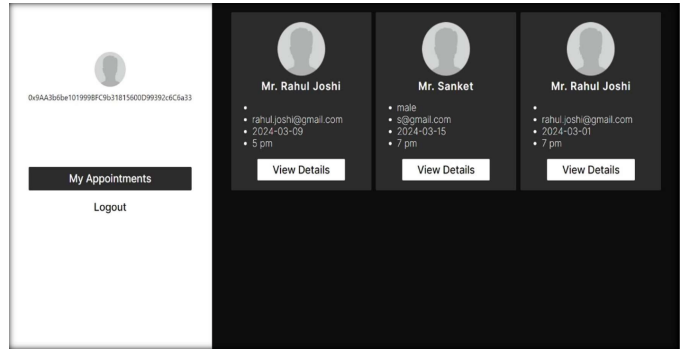 0x9AA3b6be101999BFC9b31815600D99392c6C6a33
My Appointments
Logout
Mr. Rahul Joshi
rahul.joshi@gmail.com
2024-03-09
5 pm
View Details
Mr. Sanket
male
s@gmail.com
2024-03-15
7 pm
View Details
Mr. Rahul Joshi
rahul.joshi@gmail.com
2024-03-01
7 pm
View Details